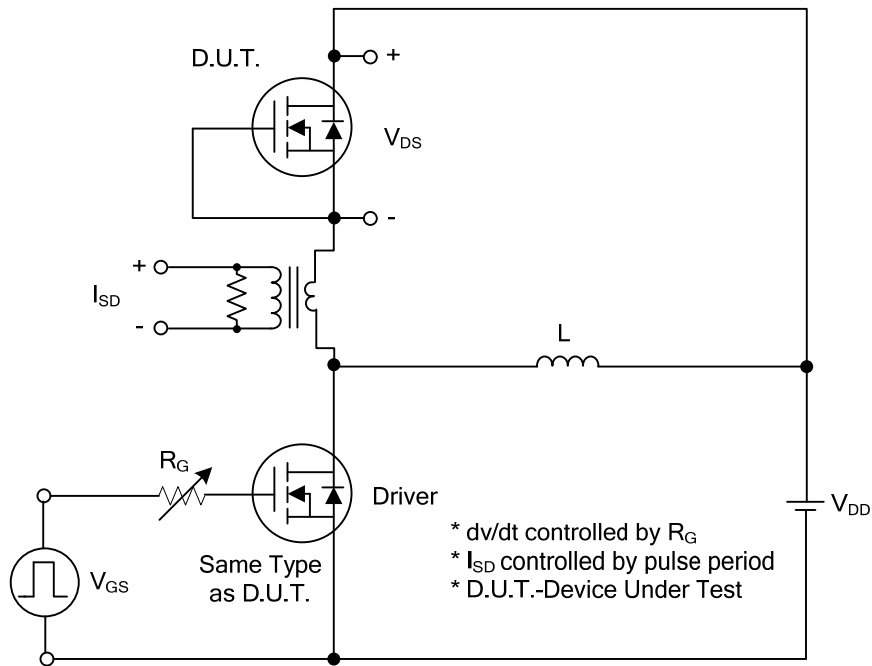 D.U.T.
+
VDS
-
+
ISD
-
L
RG
Driver
VDD
VGS
Same Type
as D.U.T.
* dv/dt controlled by RG
* ISD controlled by pulse period
* D.U.T.-Device Under Test